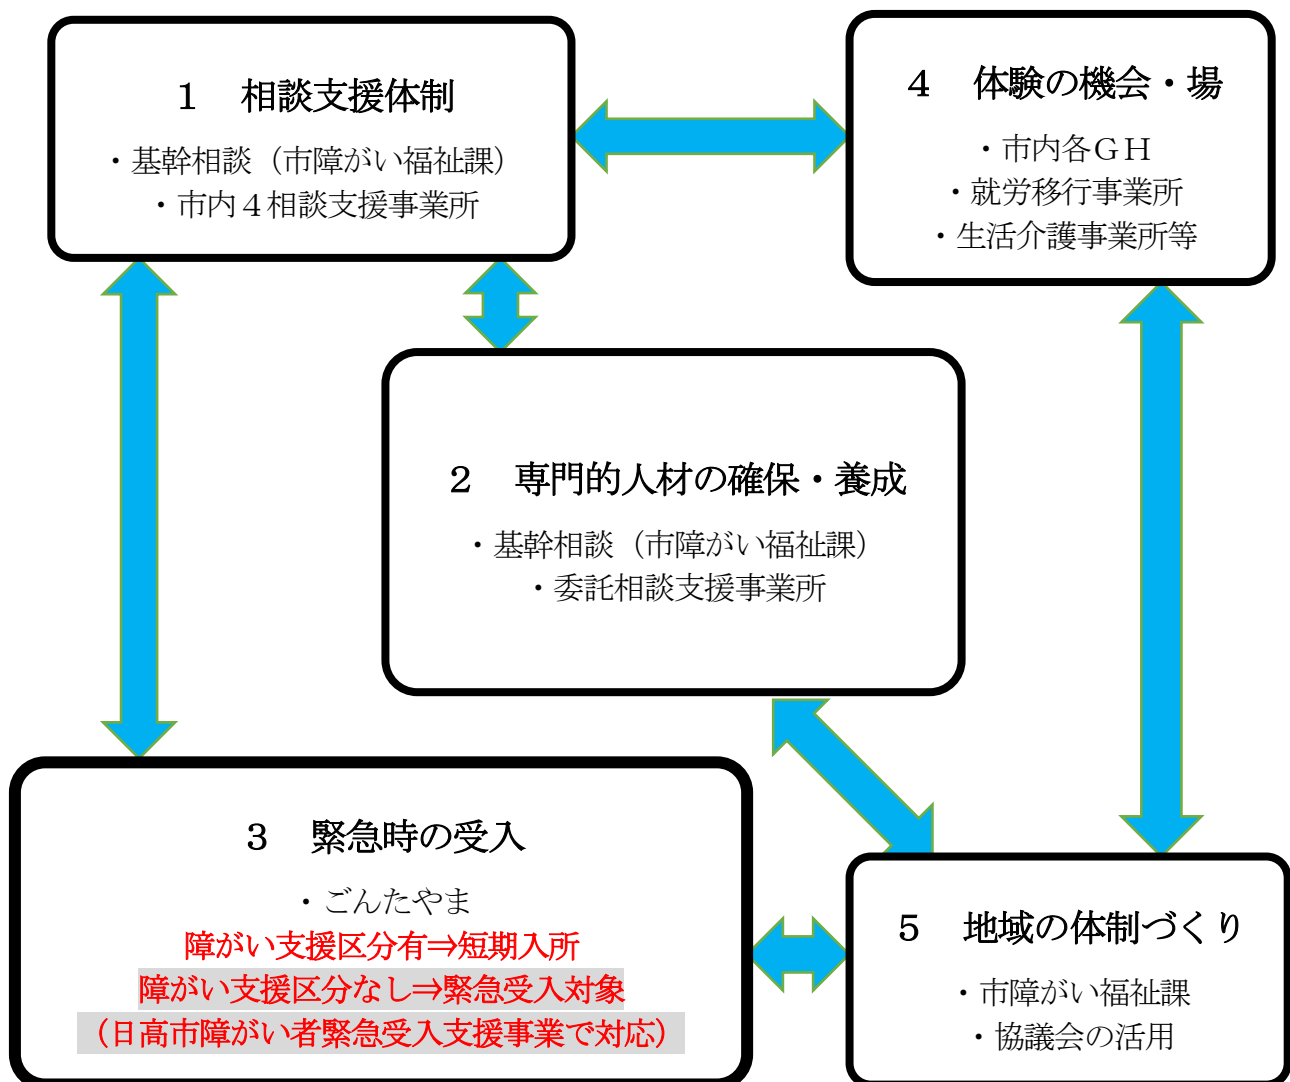 １　相談支援体制
・基幹相談（市障がい福祉課）
・市内４相談支援事業所
４　体験の機会・場
・市内各ＧＨ
・就労移行事業所
・生活介護事業所等
２　専門的人材の確保・養成
・基幹相談（市障がい福祉課）
・委託相談支援事業所
３　緊急時の受入
・ごんたやま
障がい支援区分有⇒短期入所
障がい支援区分なし⇒緊急受入対象
（日高市障がい者緊急受入支援事業で対応）
５　地域の体制づくり
・市障がい福祉課
・協議会の活用